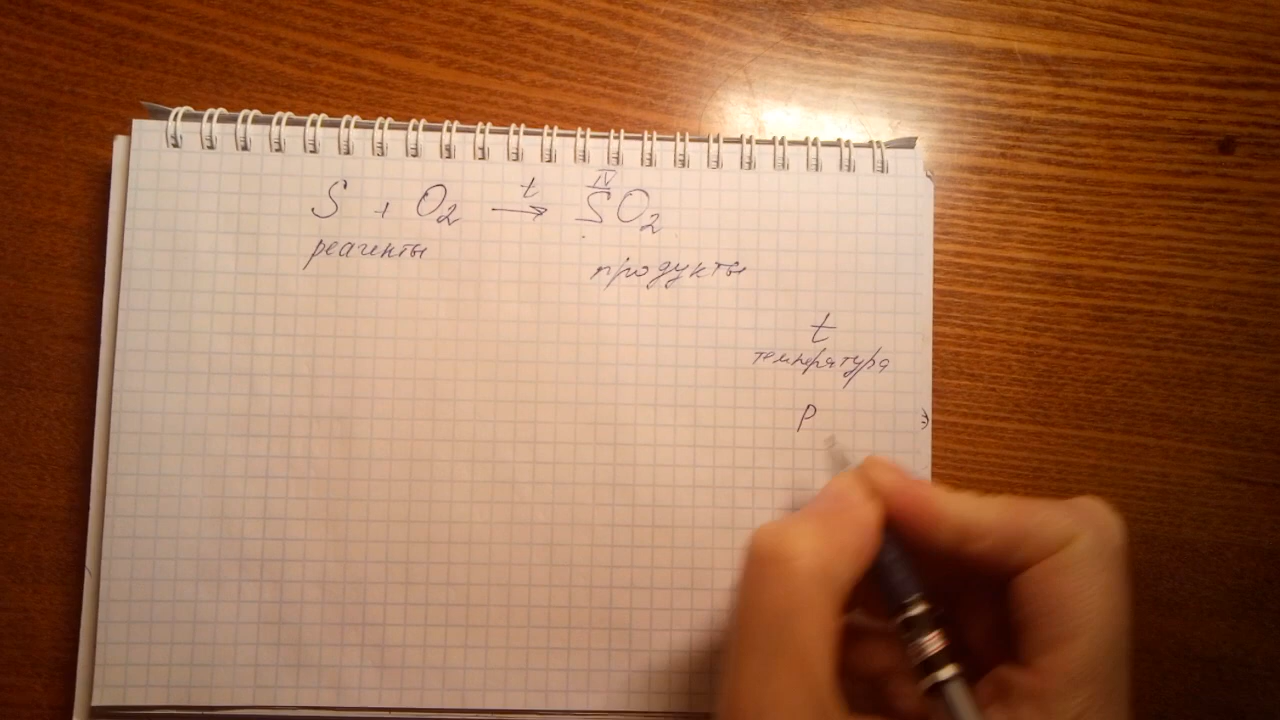 t IV
S + O₂ → SO₂
реагенты
продукты
t
температура
P